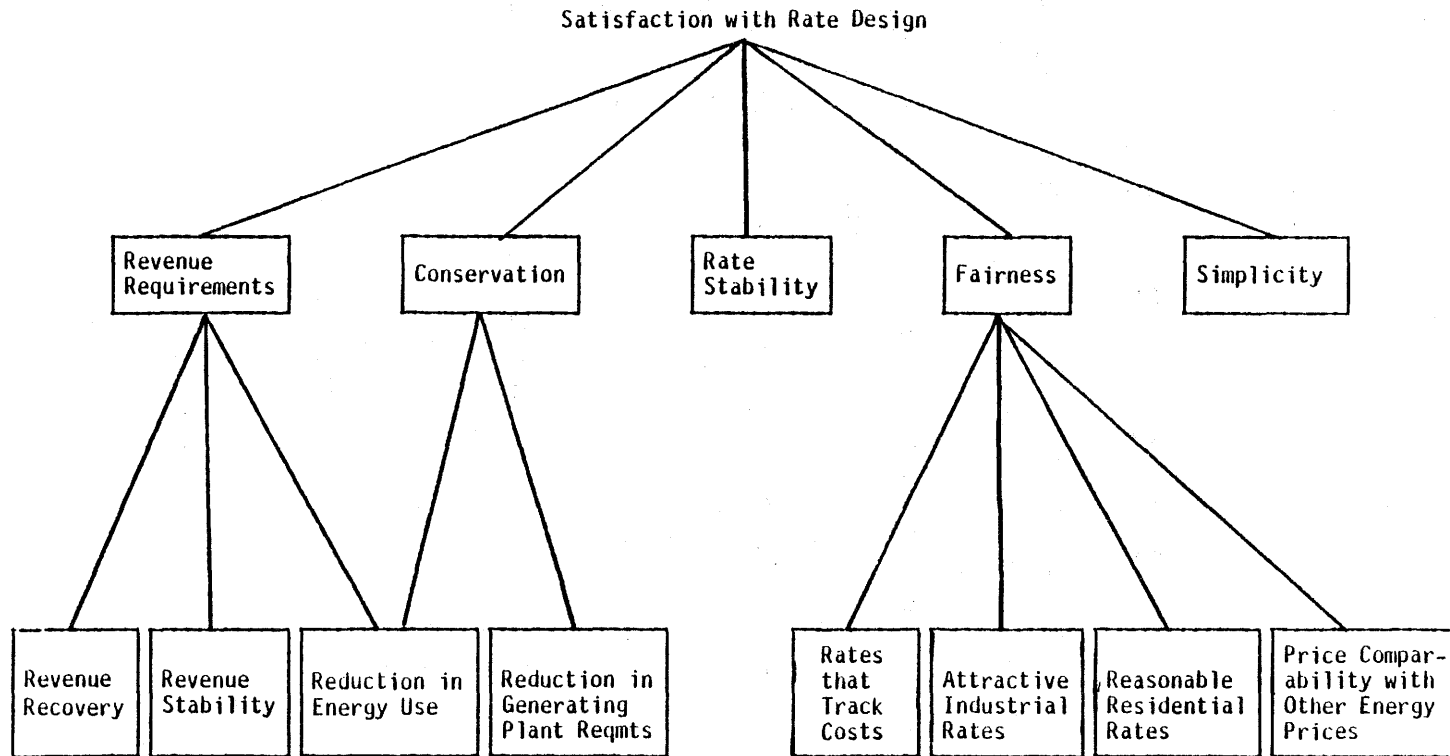 Satisfaction with Rate Design
Revenue
Requirements
Conservation
Rate
Stability
Fairness
Simplicity
Revenue
Recovery
Revenue
Stability
Reduction in
Energy Use
Reduction in
Generating
Plant Reqmts
Rates
that
Track
Costs
Attractive
Industrial
Rates
Reasonable
Residential
Rates
Price Compar-
ability with
Other Energy
Prices